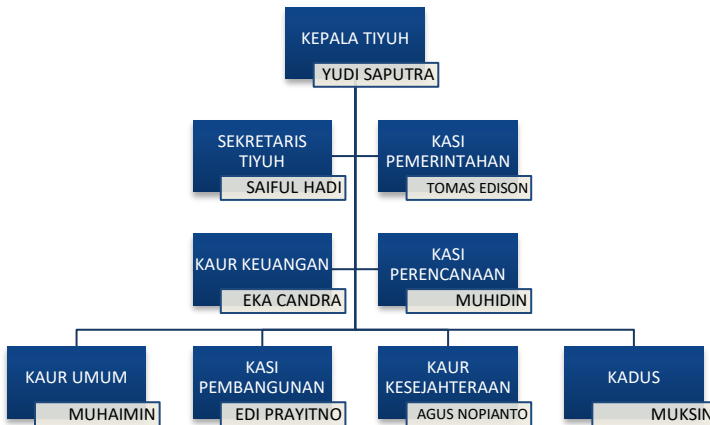 KEPALA TIYUH
YUDI SAPUTRA
SEKRETARIS
TIYUH
SAIFUL HADI
KASI
PEMERINTAHAN
TOMAS EDISON
KAUR KEUANGAN
EKA CANDRA
KASI
PERENCANAAN
MUHIDIN
KAUR UMUM
MUHAIMIN
KASI
PEMBANGUNAN
EDI PRAYITNO
KAUR
KESEJAHTERAAN
AGUS NOPIANTO
KADUS
MUKSIN